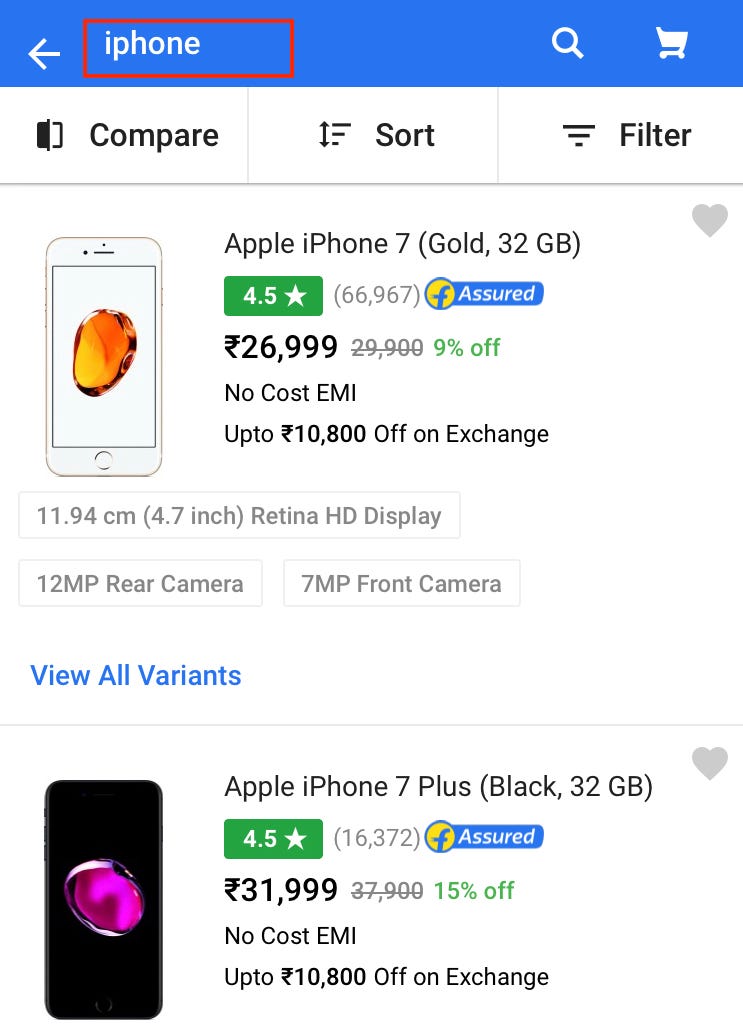 iphone
Compare
Sort
Filter
Apple iPhone 7 (Gold, 32 GB)
4.5 ★ (66,967) f Assured
₹26,999 29,900 9% off
No Cost EMI
Upto ₹10,800 Off on Exchange
11.94 cm (4.7 inch) Retina HD Display
12MP Rear Camera
7MP Front Camera
View All Variants
Apple iPhone 7 Plus (Black, 32 GB)
4.5 ★ (16,372) f Assured
₹31,999 37,900 15% off
No Cost EMI
Upto ₹10,800 Off on Exchange